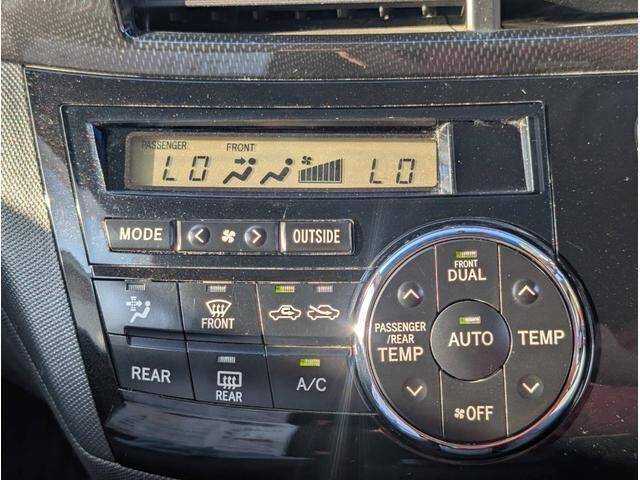 PASSENGER: FRONT:
LO LO
MODE OUTSIDE
FRONT
DUAL
FRONT
PASSENGER
/REAR
TEMP
AUTO
TEMP
REAR
REAR
A/C
OFF